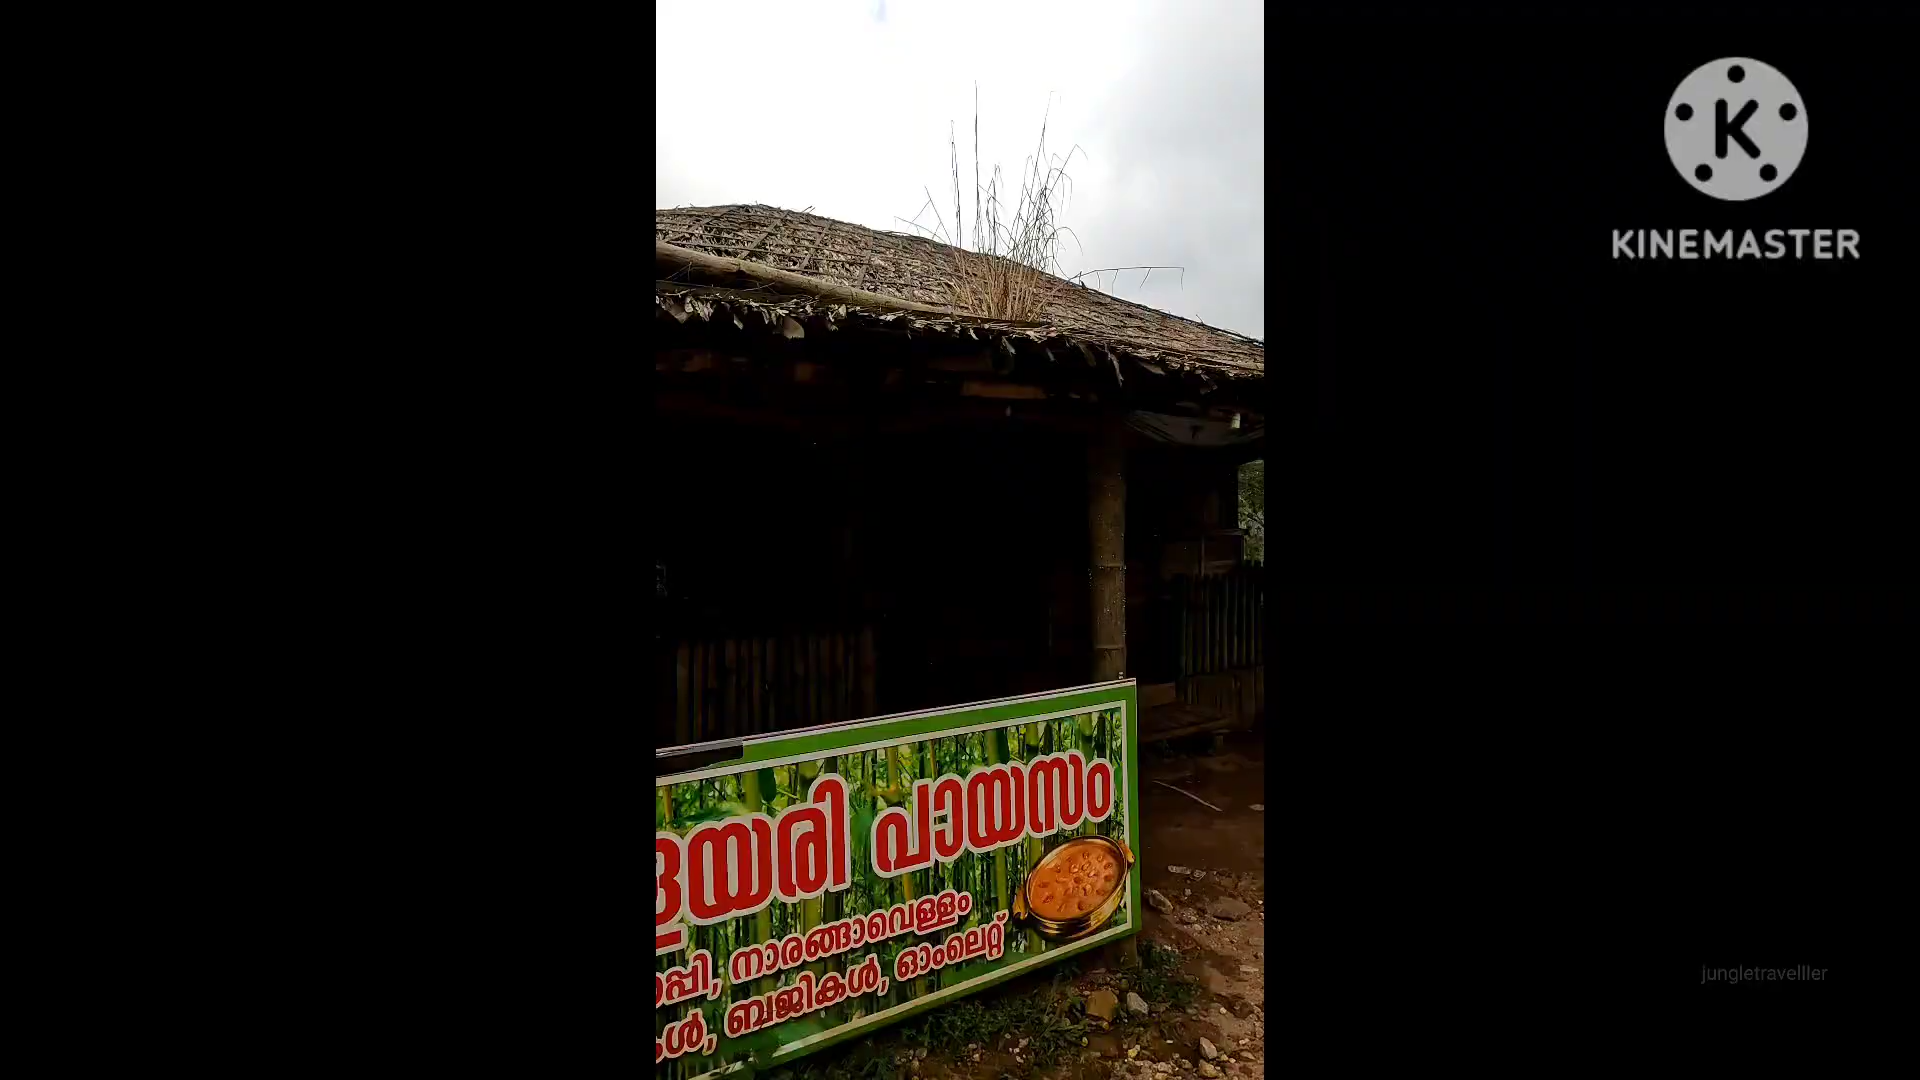 KINEMASTER
ളയരി പായസം
നാരങ്ങാവെള്ളം
ബജികൾ, ഓംലെറ്റ്
jungletravelller